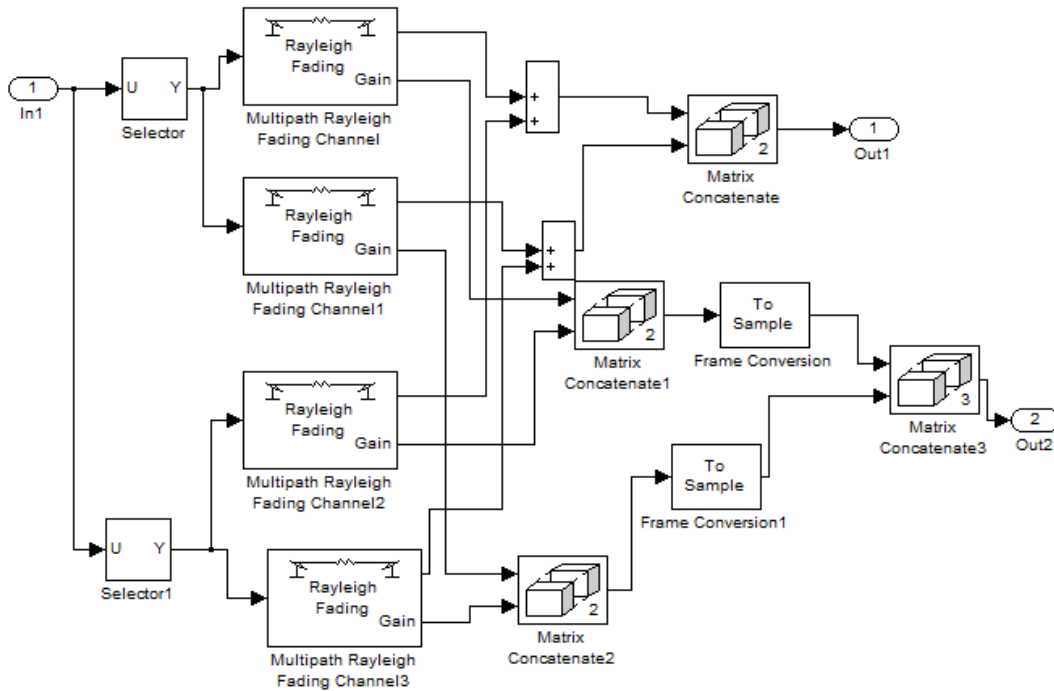 1
In1
U Y
Selector
Rayleigh
Fading
Gain
Multipath Rayleigh
Fading Channel
+
+
2
Matrix
Concatenate
1
Out1
Rayleigh
Fading
Gain
Multipath Rayleigh
Fading Channel1
+
+
2
Matrix
Concatenate1
To
Sample
Frame Conversion
3
Matrix
Concatenate3
2
Out2
Rayleigh
Fading
Gain
Multipath Rayleigh
Fading Channel2
To
Sample
Frame Conversion1
U Y
Selector1
Rayleigh
Fading
Gain
Multipath Rayleigh
Fading Channel3
2
Matrix
Concatenate2